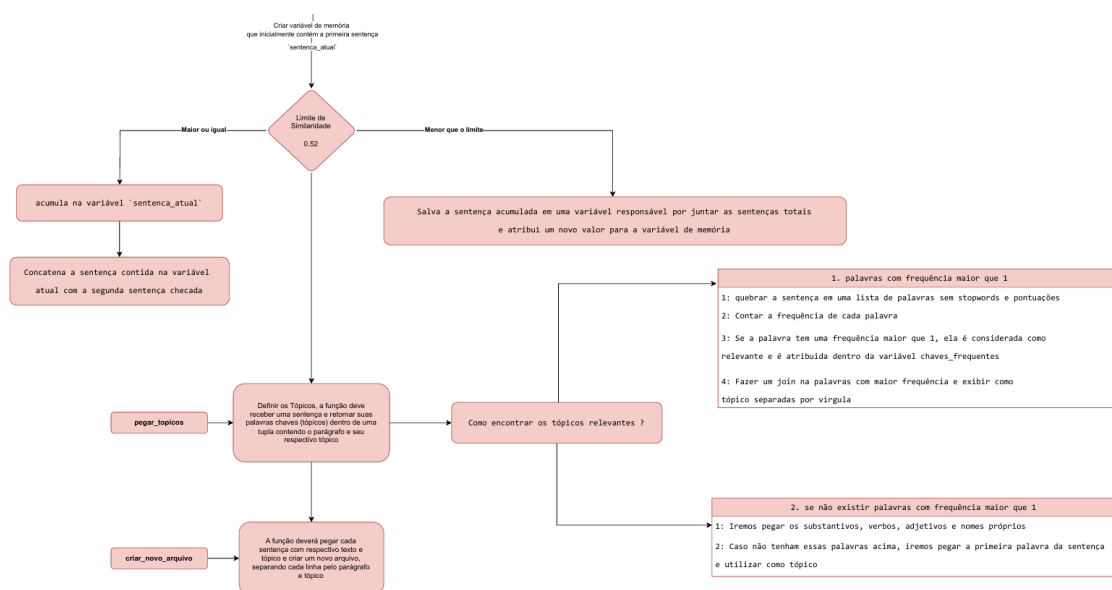 Criar variável de memória
que inicialmente contém a primeira sentença
`sentenca_atual`
Limite de
Similaridade
0.52
Maior ou igual
Menor que o limite
acumula na variável `sentenca_atual`
Salva a sentença acumulada em uma variável responsável por juntar as sentenças totais
e atribui um novo valor para a variável de memória
Concatena a sentença contida na variável
atual com a segunda sentença checada
1. palavras com frequência maior que 1
1: quebrar a sentença em uma lista de palavras sem stopwords e pontuações
2: Contar a frequência de cada palavra
3: Se a palavra tem uma frequência maior que 1, ela é considerada como
relevante e é atribuida dentro da variável chaves_frequentes
4: Fazer um join na palavras com maior frequência e exibir como
tópico separadas por virgula
pegar_topicos
Definir os Tópicos, a função deve
receber uma sentença e retornar suas
palavras chaves (tópicos) dentro de uma
tupla contendo o parágrafo e seu
respectivo tópico
Como encontrar os tópicos relevantes ?
2. se não existir palavras com frequência maior que 1
1: Iremos pegar os substantivos, verbos, adjetivos e nomes próprios
2: Caso não tenham essas palavras acima, iremos pegar a primeira palavra da sentença
e utilizar como tópico
criar_novo_arquivo
A função deverá pegar cada
sentença com respectivo texto e
tópico e criar um novo arquivo,
separando cada linha pelo parágrafo
e tópico